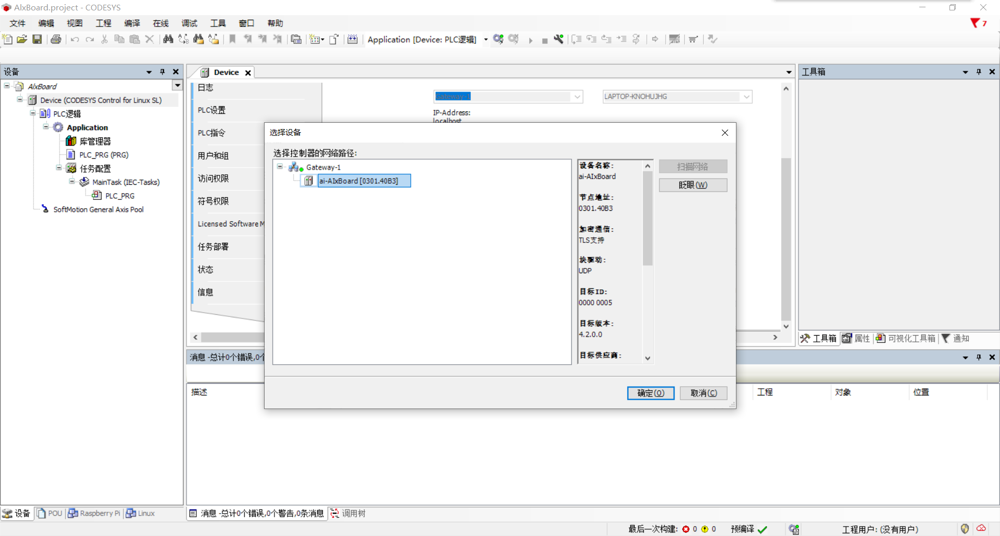 AIxBoard.project - CODESYS
文件 编辑 视图 工程 编译 在线 调试 工具 窗口 帮助
7
Application [Device: PLC逻辑]
设备
AIxBoard
Device (CODESYS Control for Linux SL)
PLC逻辑
Application
库管理器
PLC_PRG (PRG)
任务配置
MainTask (IEC-Tasks)
PLC_PRG
SoftMotion General Axis Pool
Device
日志
PLC设置
PLC指令
用户和组
访问权限
符号权限
Licensed Software M
任务部署
状态
信息
Gateway-1
LAPTOP-KNOHUJHG
IP-Address:
localhost
选择设备
选择控制器的网络路径:
Gateway-1
ai-AIxBoard [0301.40B3]
设备名称:
ai-AIxBoard
节点地址:
0301.40B3
加密通信:
TLS支持
块驱动:
UDP
目标ID:
0000 0005
目标版本:
4.2.0.0
目标供应商:
扫描网络
眨眼(W)
确定(O)
取消(C)
工具箱
工具箱 属性 可视化工具箱 通知
消息 -总计0个错误,0个
描述 工程 对象 位置
设备 POU Raspberry Pi Linux
消息 -总计0个错误,0个警告,0条消息 调用树
最后一次构建: 0 0 预编译 工程用户: (没有用户)